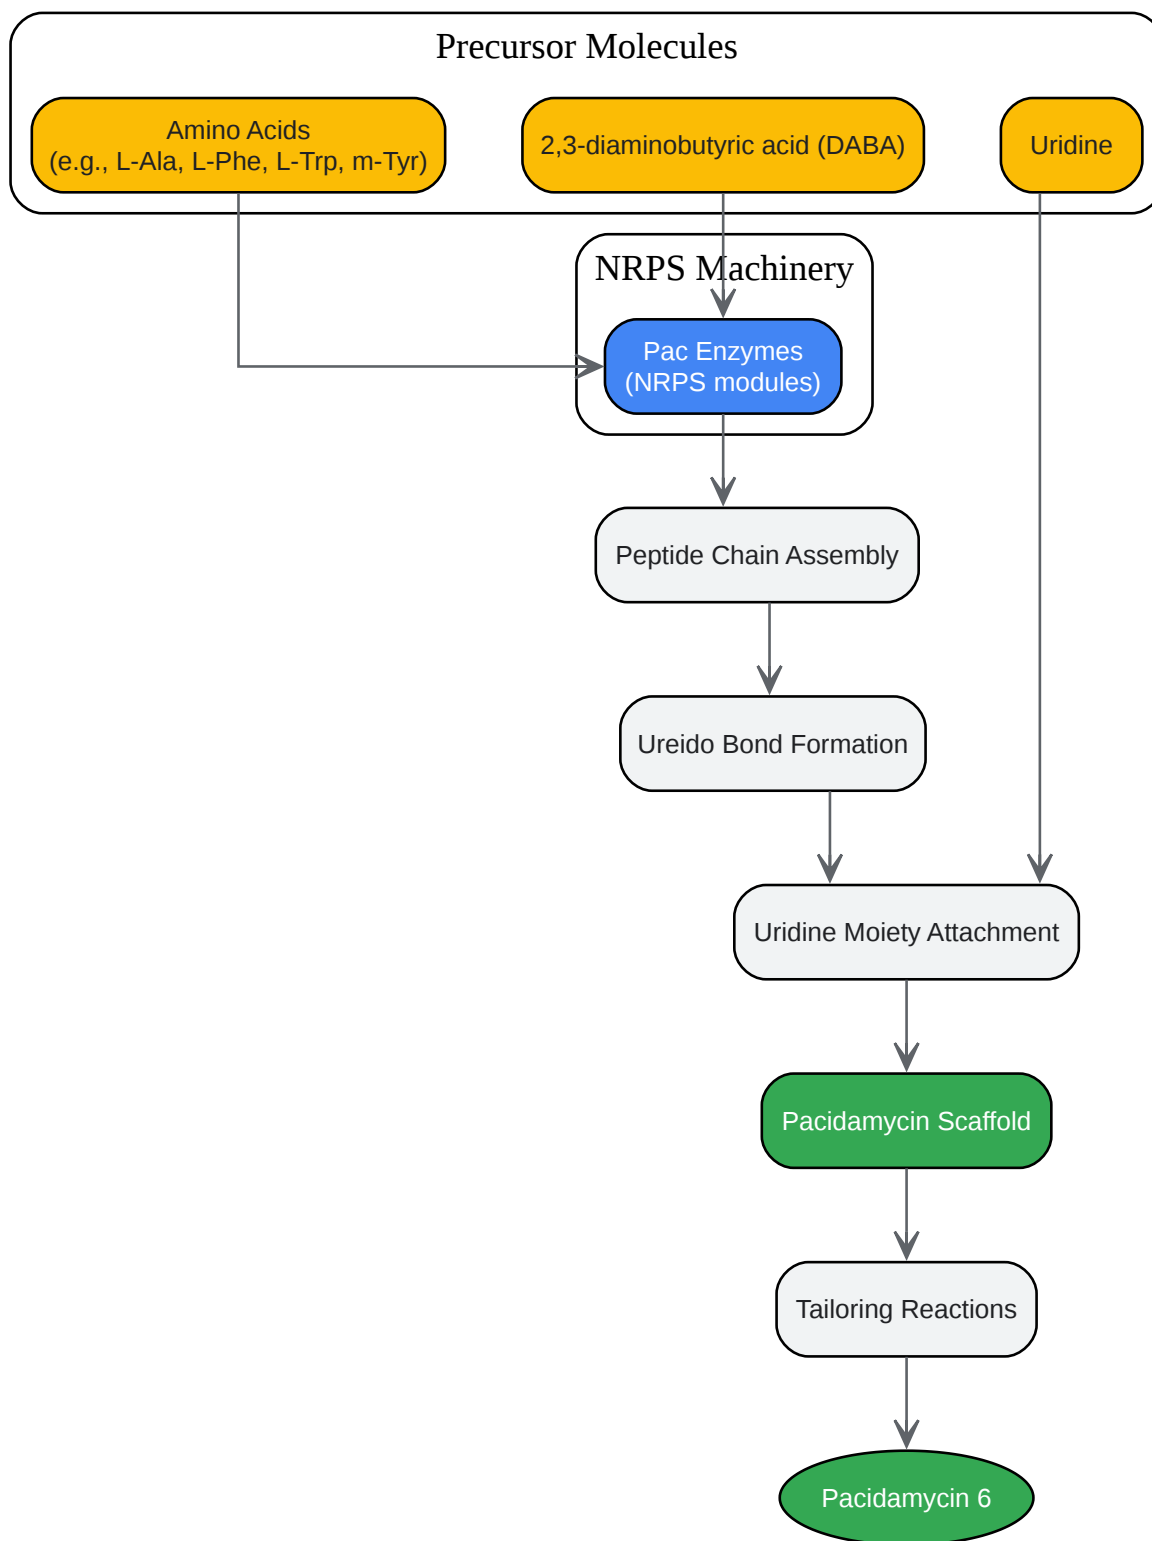 Precursor Molecules
Amino Acids
(e.g., L-Ala, L-Phe, L-Trp, m-Tyr)
2,3-diaminobutyric acid (DABA)
Uridine
NRPS Machinery
Pac Enzymes
(NRPS modules)
Peptide Chain Assembly
Ureido Bond Formation
Uridine Moiety Attachment
Pacidamycin Scaffold
Tailoring Reactions
Pacidamycin 6